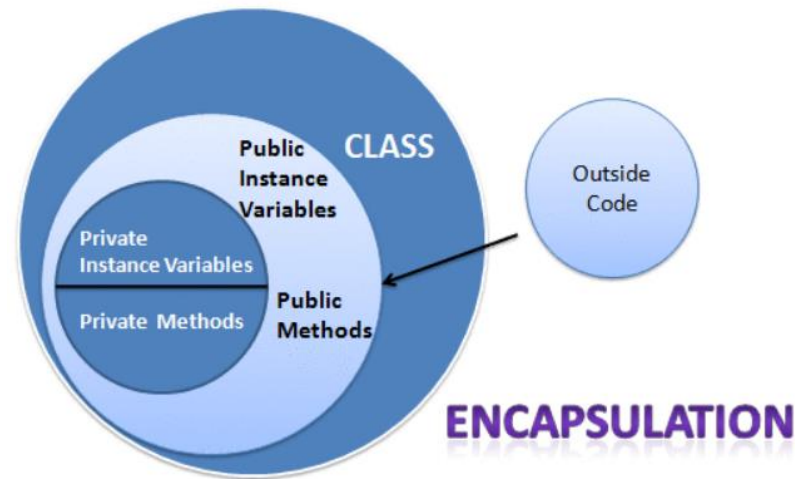 CLASS
Public
Instance
Variables
Outside
Code
Private
Instance Variables
Private Methods
Public
Methods
ENCAPSULATION